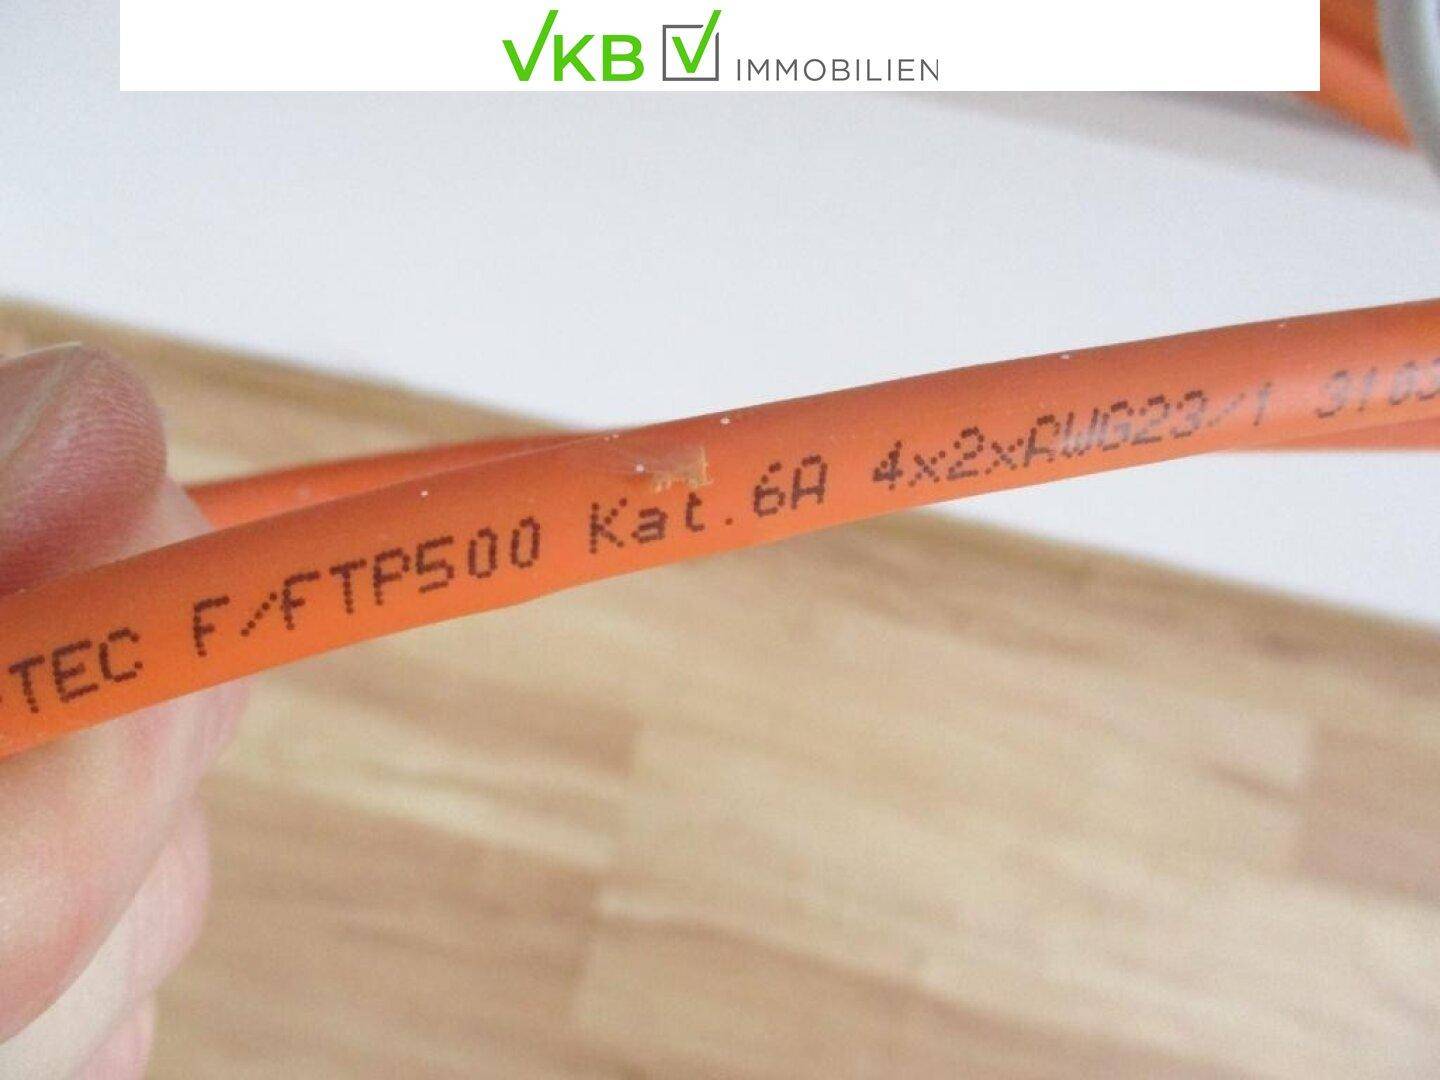 VKB V IMMOBILIEN
-TEC F/FTP500 Kat.6A 4x2xAWG23/1